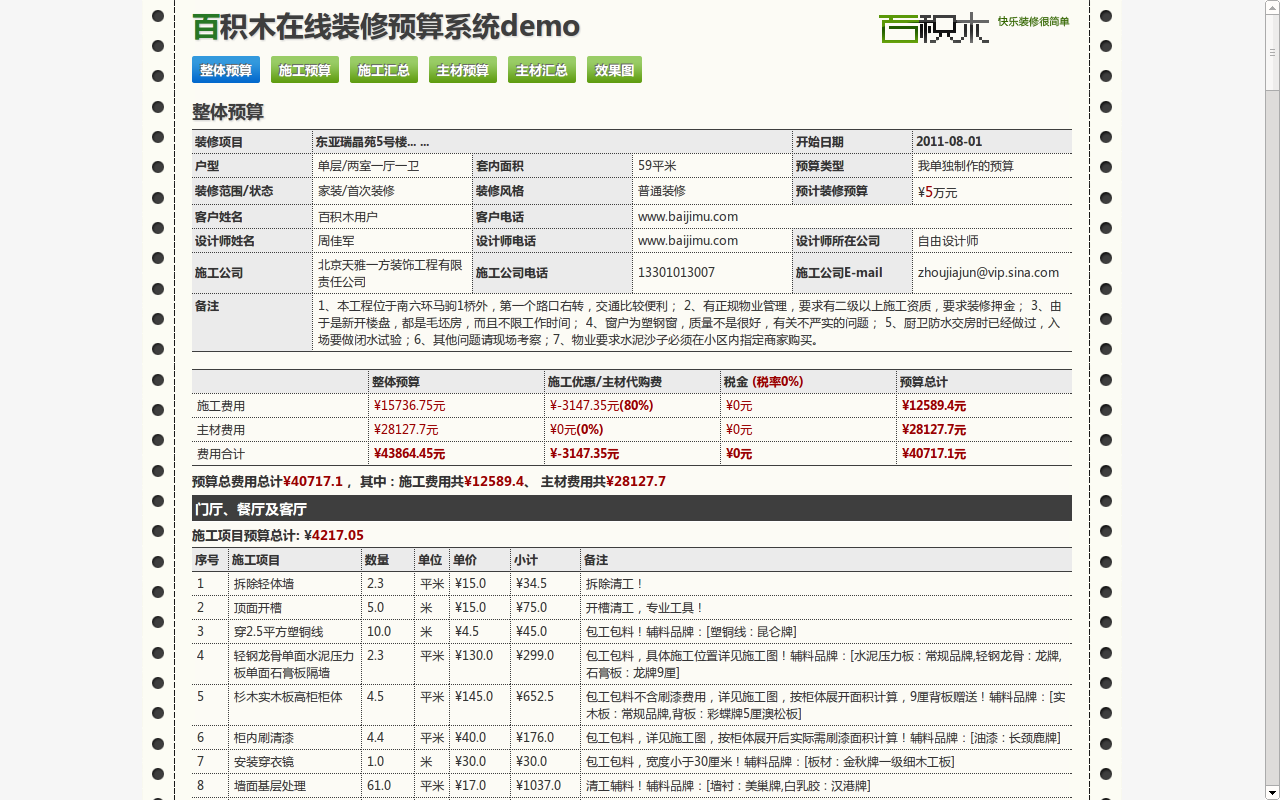 百积木在线装修预算系统demo
百积木 快乐装修很简单
整体预算 施工预算 施工汇总 主材预算 主材汇总 效果图
整体预算
装修项目 东亚瑞晶苑5号楼... ... 开始日期 2011-08-01
户型 单层/两室一厅一卫 套内面积 59平米 预算类型 我单独制作的预算
装修范围/状态 家装/首次装修 装修风格 普通装修 预计装修预算 ¥5万元
客户姓名 百积木用户 客户电话 www.baijimu.com
设计师姓名 周佳军 设计师电话 www.baijimu.com 设计师所在公司 自由设计师
施工公司 北京天雅一方装饰工程有限责任公司 施工公司电话 13301013007 施工公司E-mail zhoujiajun@vip.sina.com
备注 1、本工程位于南六环马驹1桥外，第一个路口右转，交通比较便利； 2、有正规物业管理，要求有二级以上施工资质，要求装修押金； 3、由
于是新开楼盘，都是毛坯房，而且不限工作时间； 4、窗户为塑钢窗，质量不是很好，有关不严实的问题； 5、厨卫防水交房时已经做过，入
场要做闭水试验；6、其他问题请现场考察；7、物业要求水泥沙子必须在小区内指定商家购买。
整体预算 施工优惠/主材代购费 税金 (税率0%) 预算总计
施工费用 ¥15736.75元 ¥-3147.35元(80%) ¥0元 ¥12589.4元
主材费用 ¥28127.7元 ¥0元(0%) ¥0元 ¥28127.7元
费用合计 ¥43864.45元 ¥-3147.35元 ¥0元 ¥40717.1元
预算总费用总计¥40717.1 ，其中：施工费用共¥12589.4、 主材费用共¥28127.7
门厅、餐厅及客厅
施工项目预算总计: ¥4217.05
序号 施工项目 数量 单位 单价 小计 备注
1 拆除轻体墙 2.3 平米 ¥15.0 ¥34.5 拆除清工！
2 顶面开槽 5.0 米 ¥15.0 ¥75.0 开槽清工，专业工具！
3 穿2.5平方塑铜线 10.0 米 ¥4.5 ¥45.0 包工包料！辅料品牌：[塑铜线：昆仑牌]
4 轻钢龙骨单面水泥压力板单面石膏板隔墙 2.3 平米 ¥130.0 ¥299.0 包工包料，具体施工位置详见施工图！辅料品牌：[水泥压力板：常规品牌,轻钢龙骨：龙牌,石膏板：龙牌9厘]
5 杉木实木板高柜柜体 4.5 平米 ¥145.0 ¥652.5 包工包料不含刷漆费用，详见施工图，按柜体展开面积计算，9厘背板赠送！辅料品牌：[实木板：常规品牌,背板：彩蝶牌5厘澳松板]
6 柜内刷清漆 4.4 平米 ¥40.0 ¥176.0 包工包料，详见施工图，按柜体展开后实际需刷漆面积计算！辅料品牌：[油漆：长颈鹿牌]
7 安装穿衣镜 1.0 米 ¥30.0 ¥30.0 包工包料，宽度小于30厘米！辅料品牌：[板材：金秋牌一级细木工板]
8 墙面基层处理 61.0 平米 ¥17.0 ¥1037.0 清工辅料！辅料品牌：[墙衬：美巢牌,白乳胶：汉港牌]